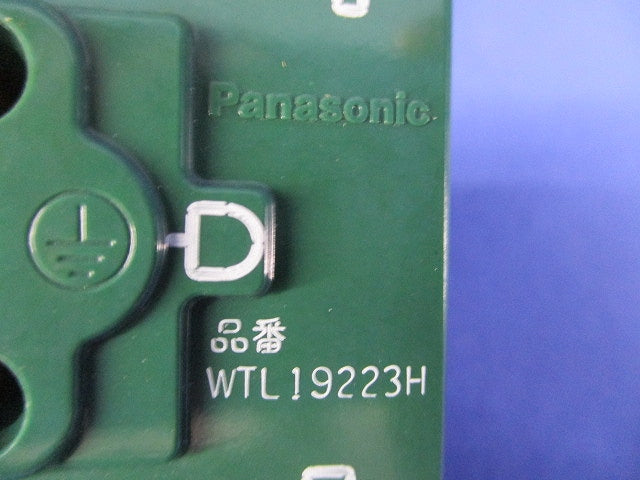 Panasonic
D
品番
WTL19223H